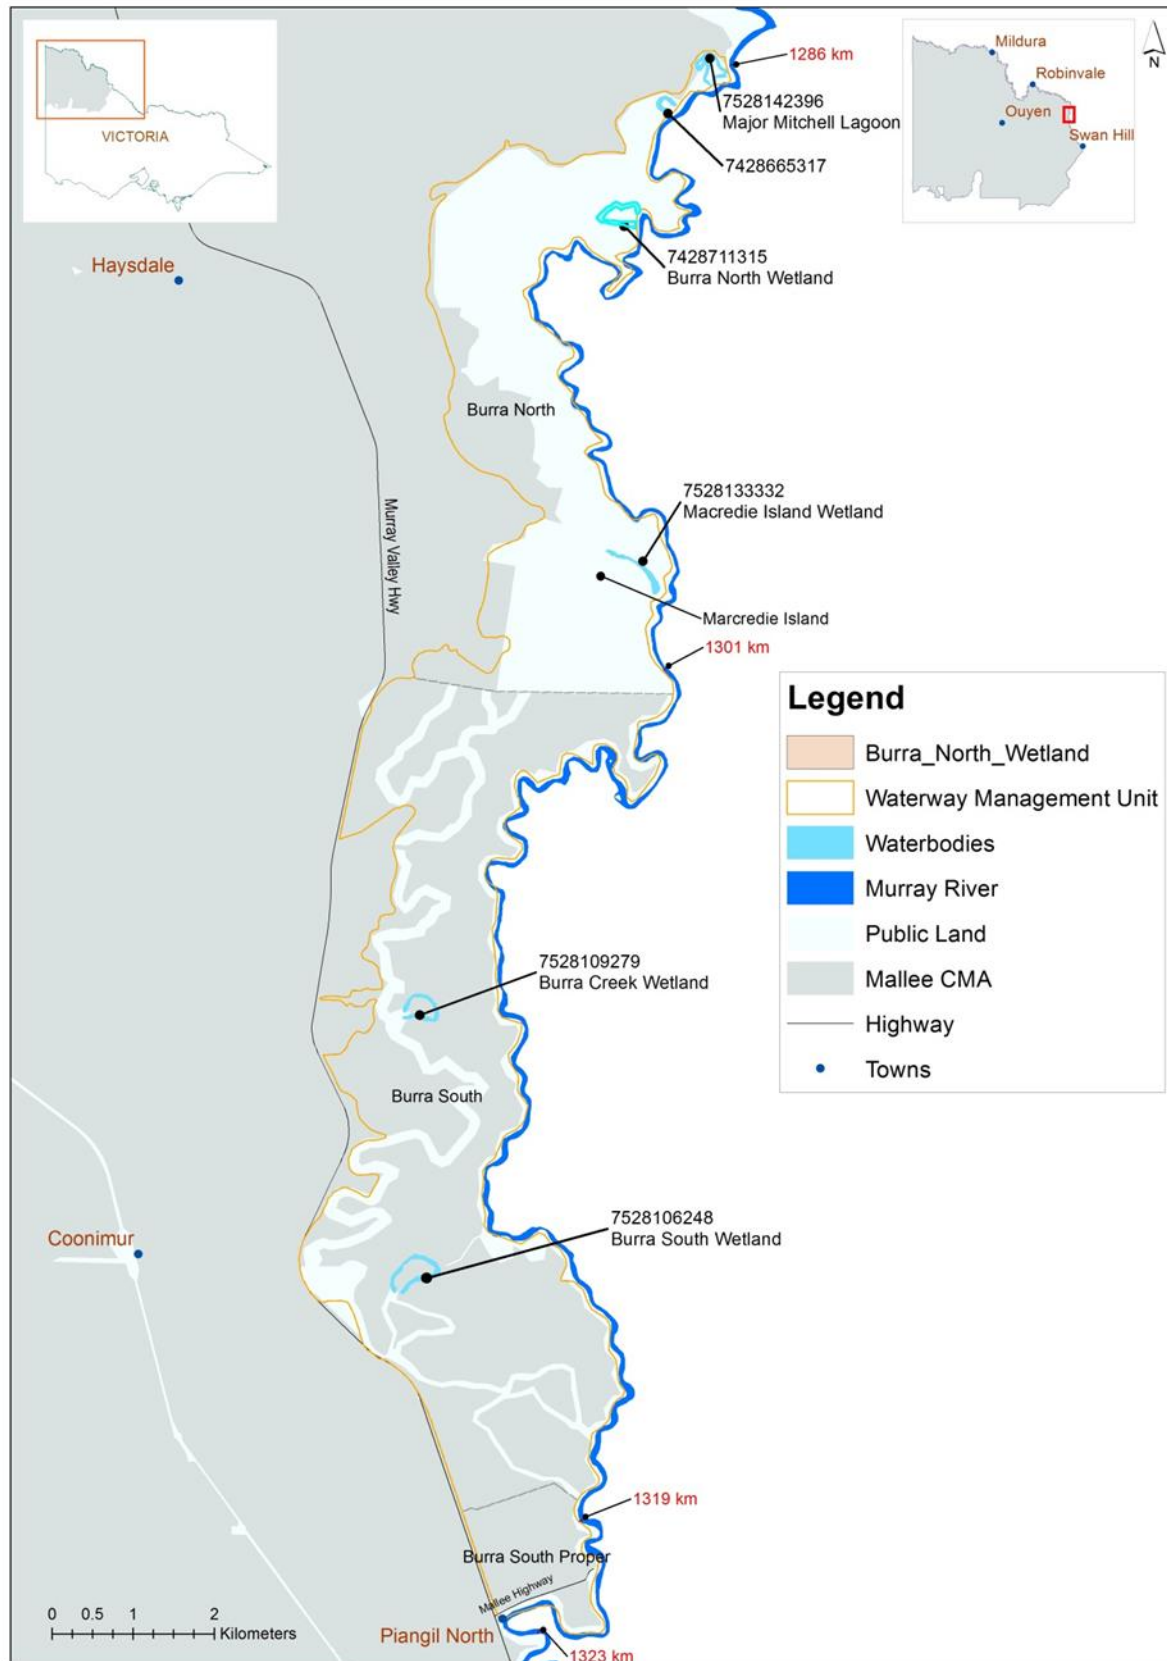 VICTORIA
Mildura
Robinvale
Ouyen
Swan Hill
N
1286 km
7528142396
Major Mitchell Lagoon
7428665317
7428711315
Burra North Wetland
Haysdale
Burra North
Murray Valley Hwy
7528133332
Macredie Island Wetland
Marcredie Island
1301 km
Legend
Burra_North_Wetland
Waterway Management Unit
Waterbodies
Murray River
Public Land
Mallee CMA
Highway
Towns
7528109279
Burra Creek Wetland
Burra South
7528106248
Burra South Wetland
Coonimur
1319 km
Burra South Proper
Mallee Highway
0 0.5 1 2
Kilometers
Piangil North
1323 km